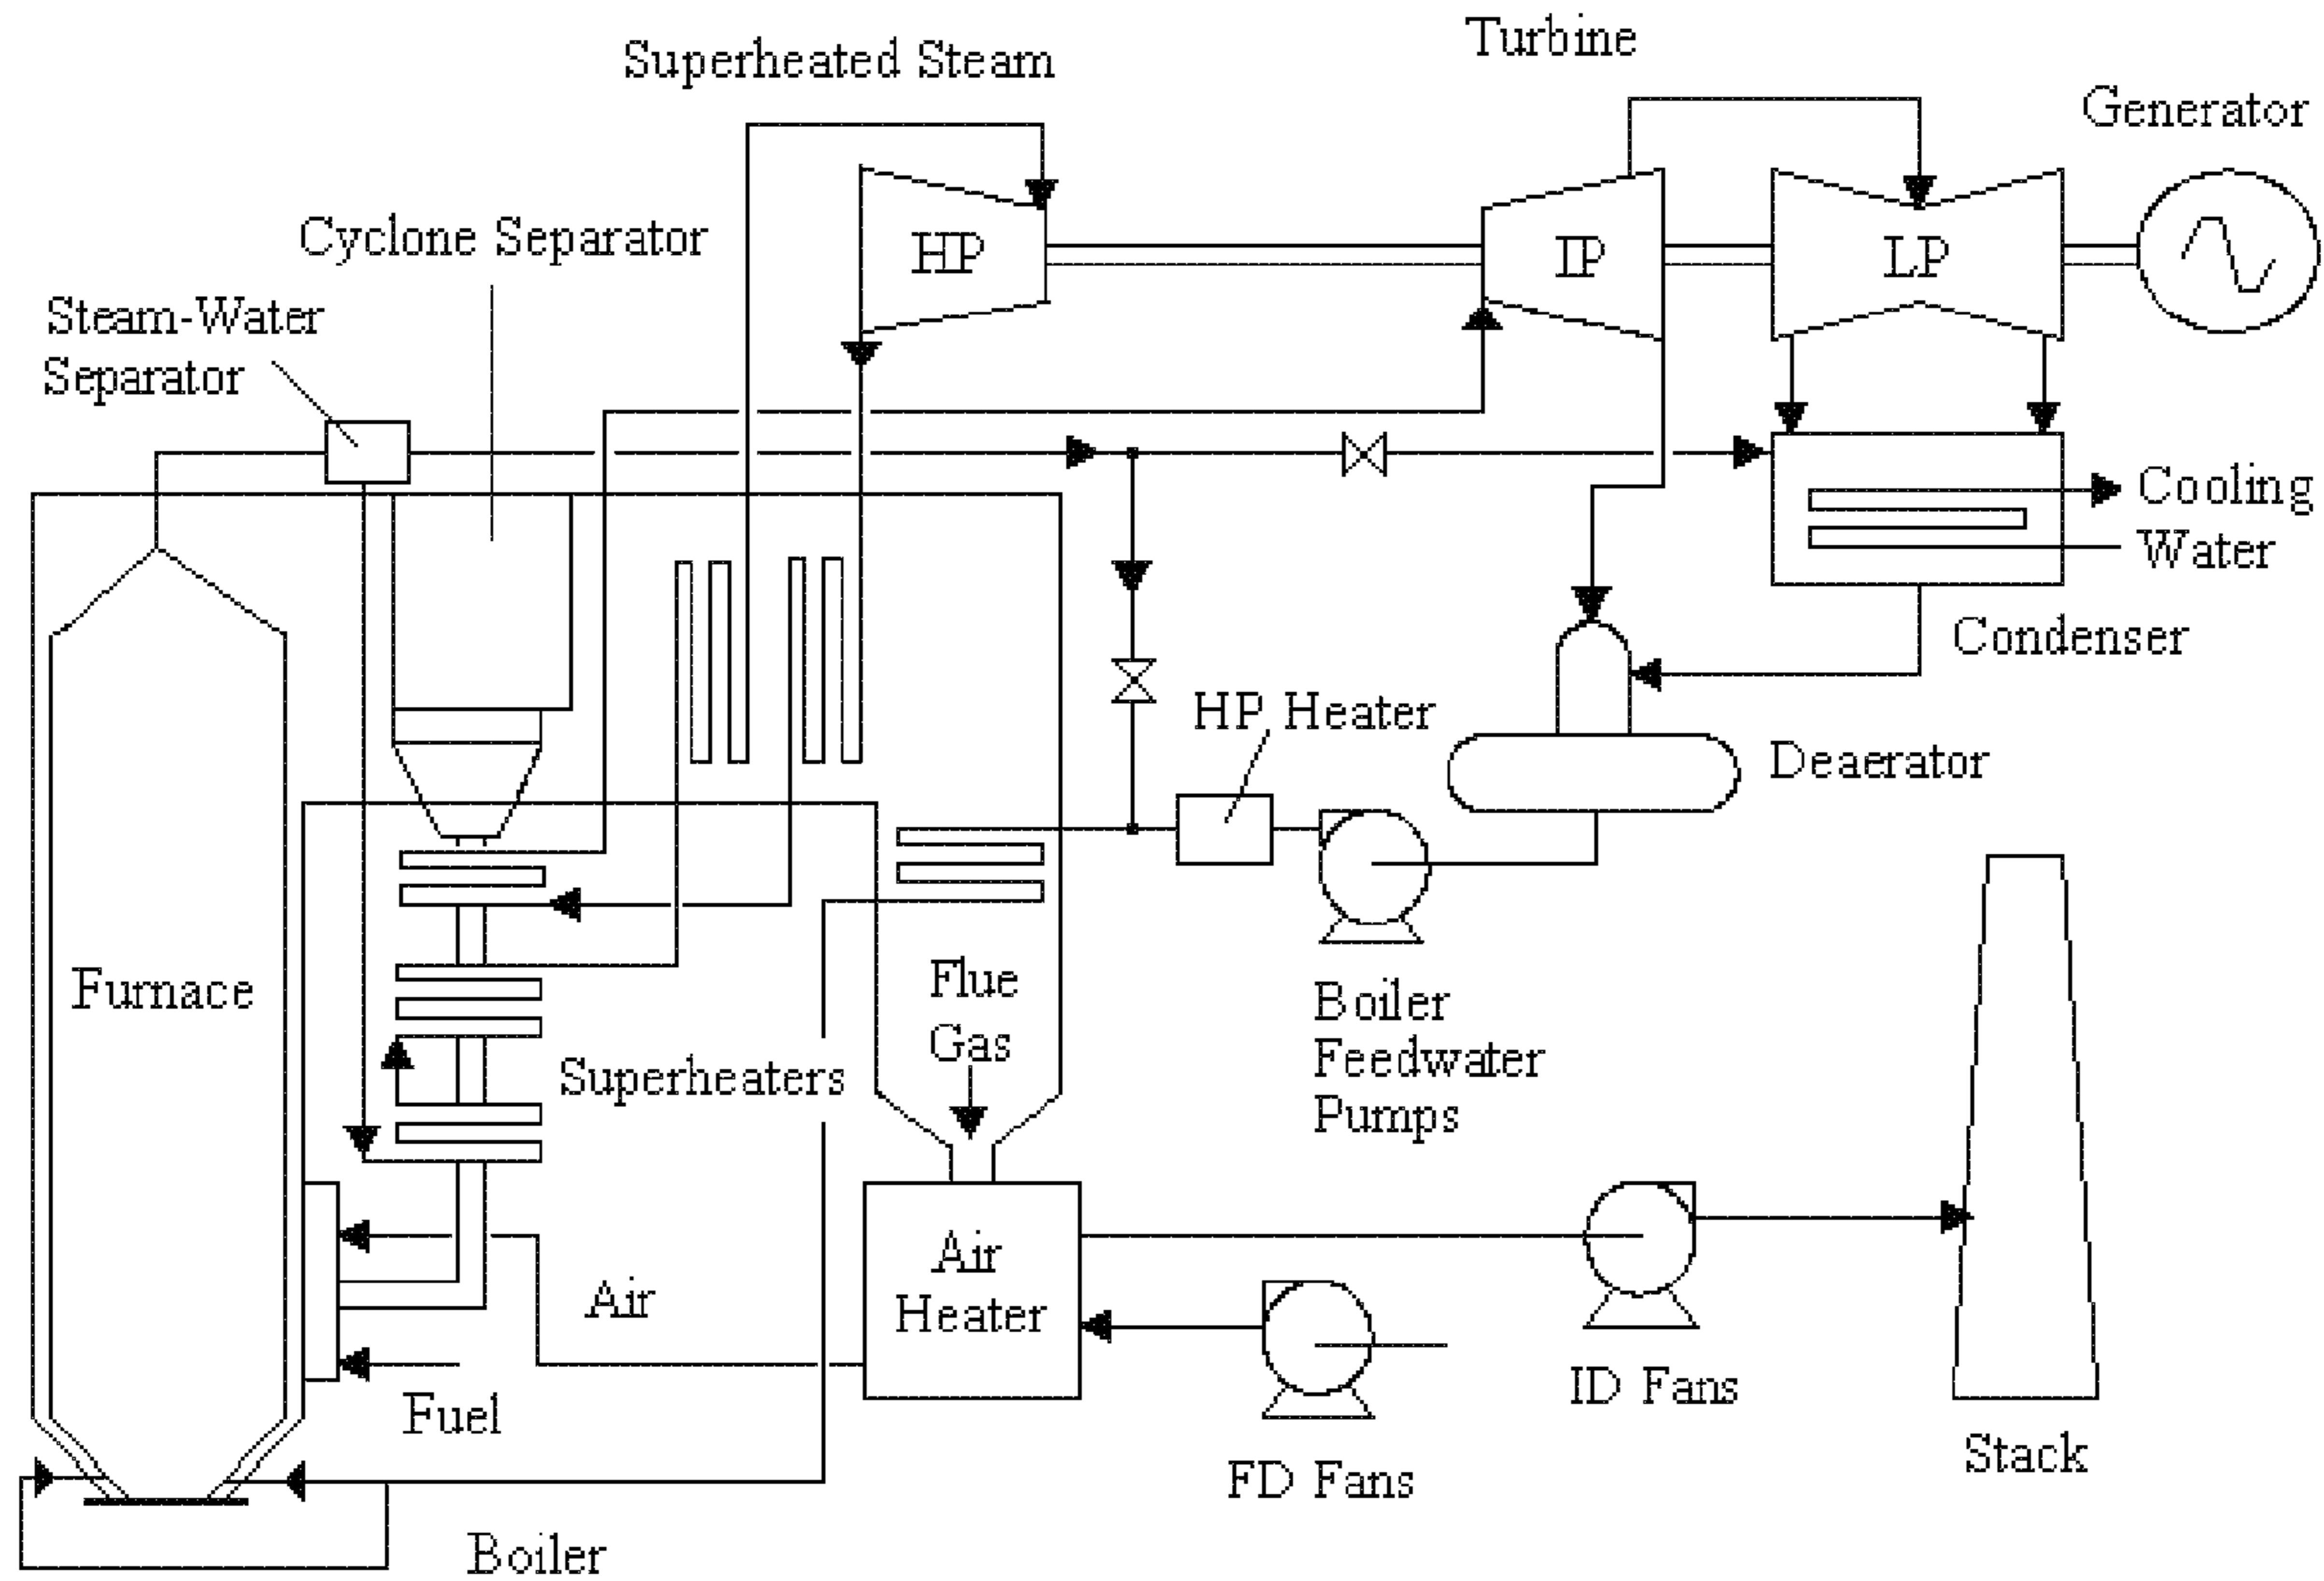 Turbine
Superheated Steam
Generator
Cyclone Separator
HP
IP
LP
Steam-Water
Separator
Cooling
Water
Condenser
HP Heater
Deaerator
Furnace
Flue
Gas
Boiler
Feedwater
Pumps
Superheaters
Air
Heater
Air
Fuel
ID Fans
FD Fans
Stack
Boiler